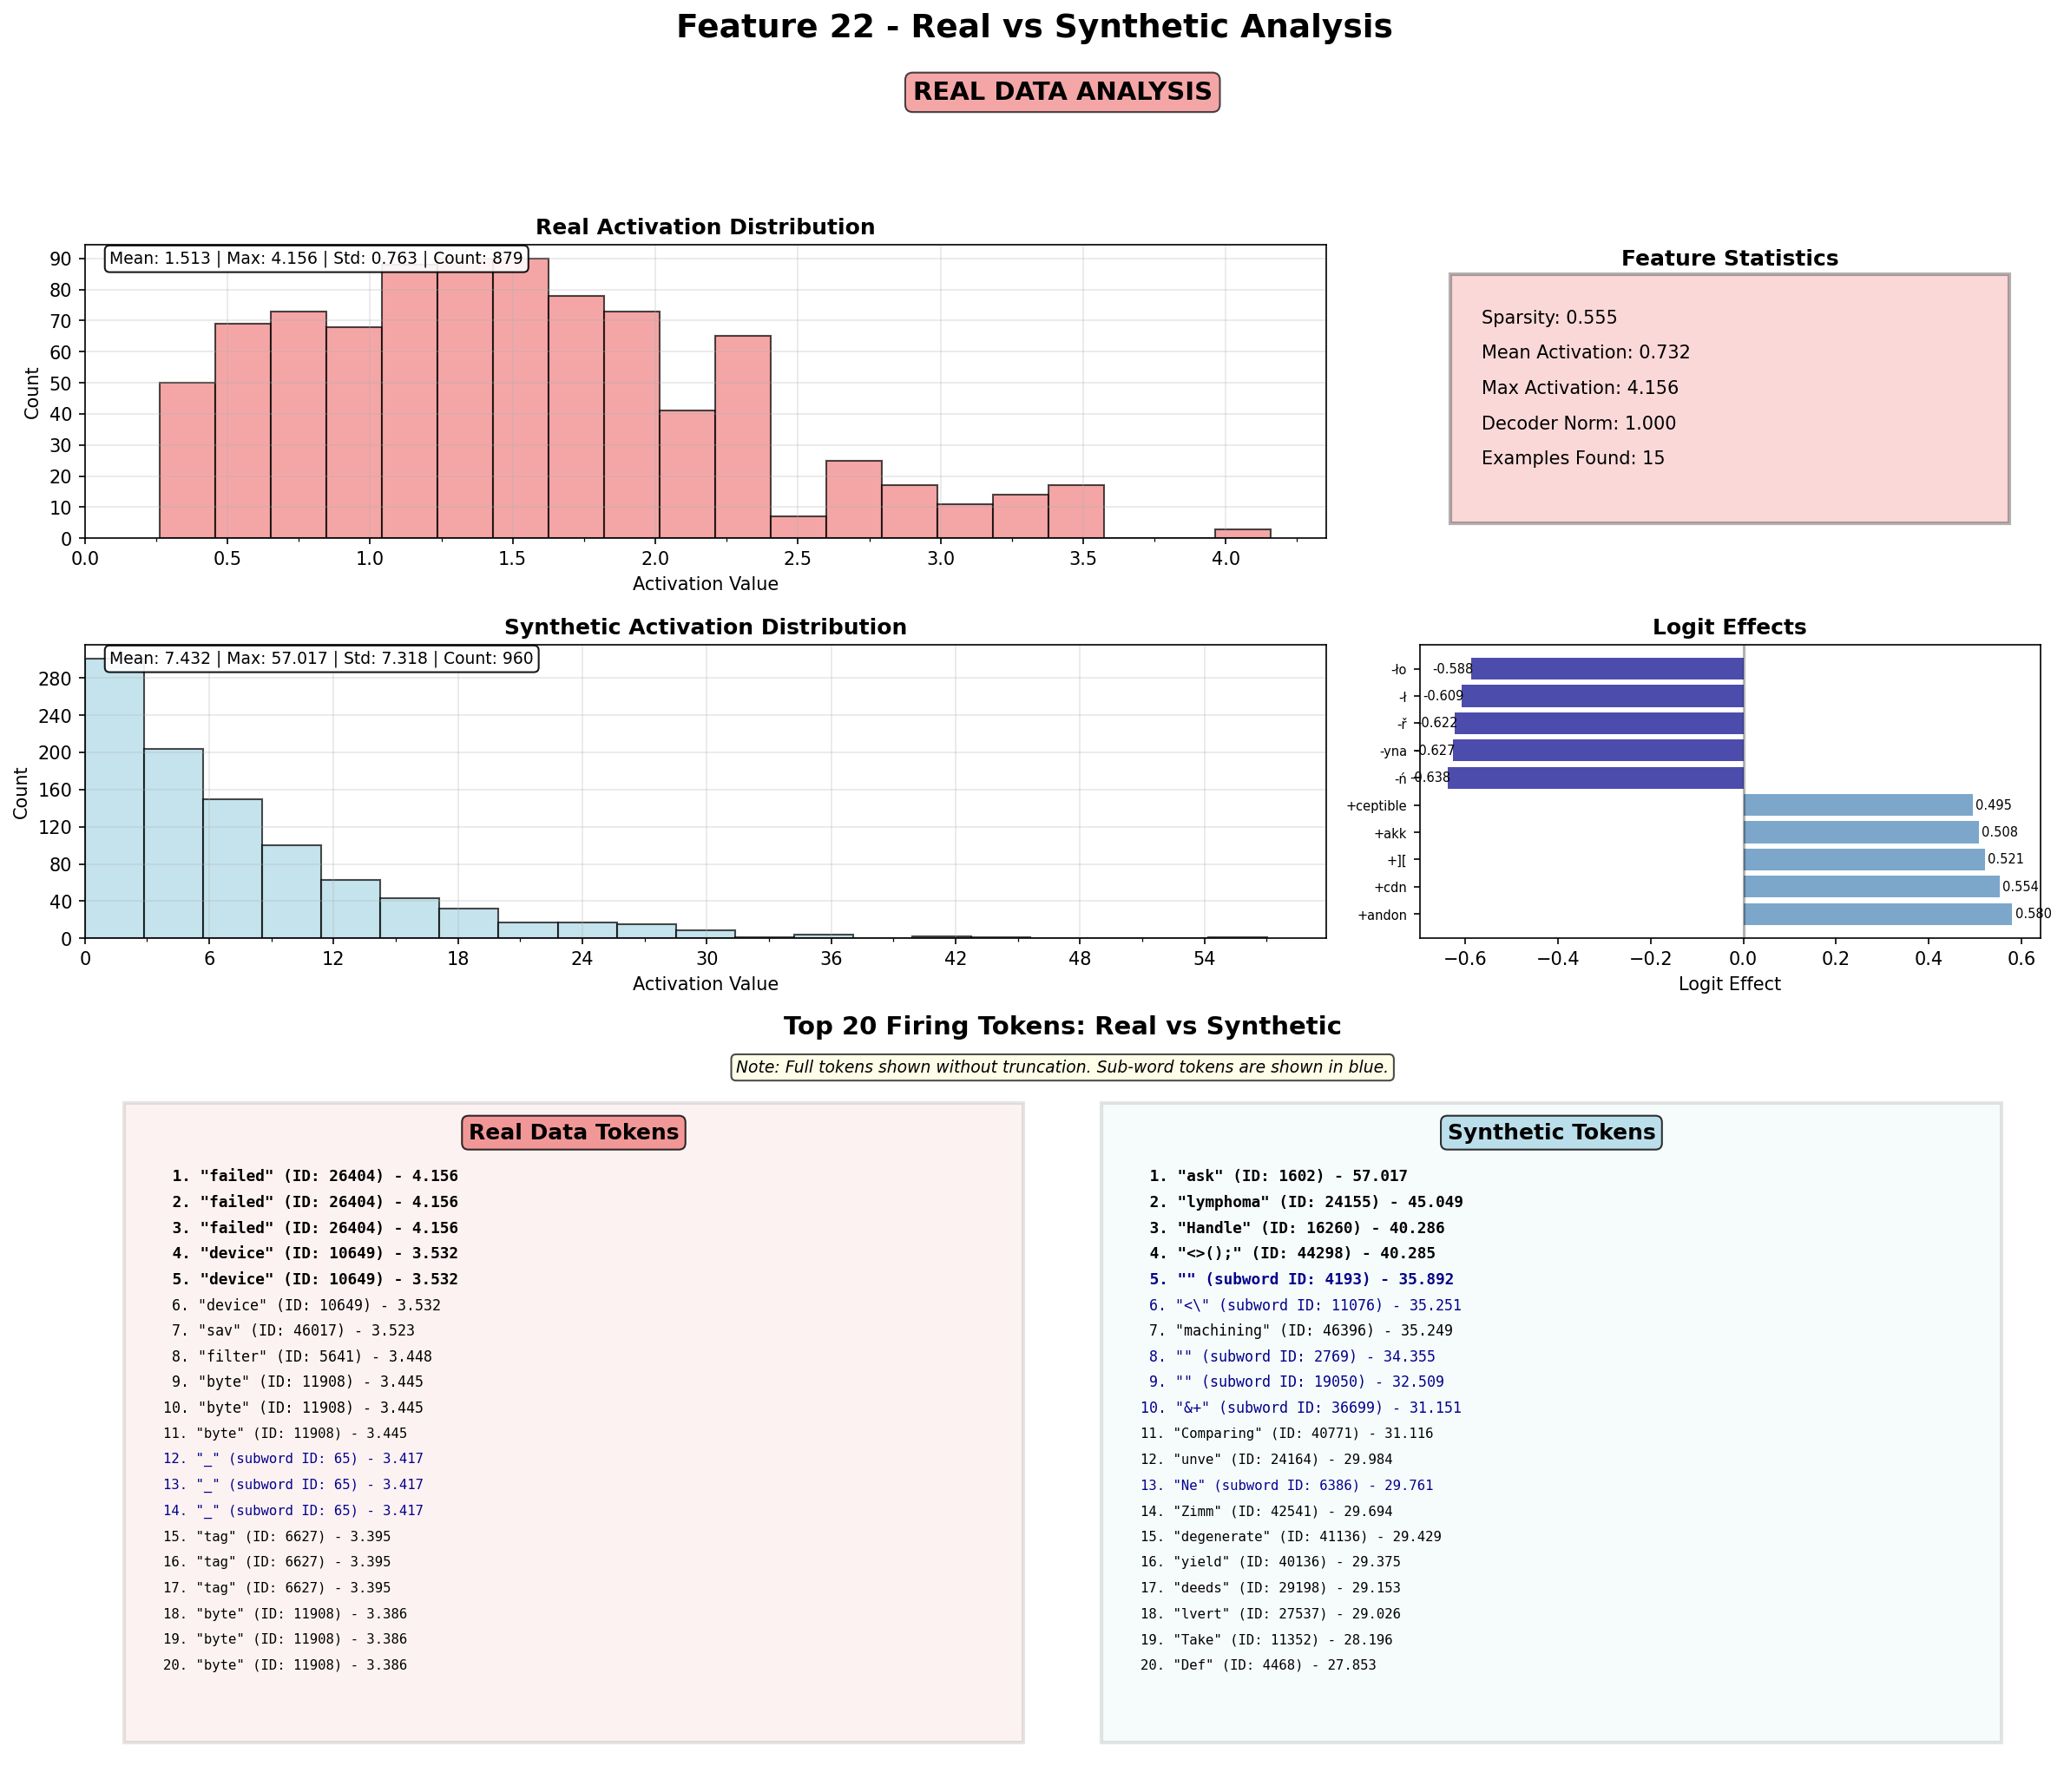 Feature 22 - Real vs Synthetic Analysis
REAL DATA ANALYSIS
Real Activation Distribution
Mean: 1.513 | Max: 4.156 | Std: 0.763 | Count: 879
Count
90
80
70
60
50
40
30
20
10
0
0.0 0.5 1.0 1.5 2.0 2.5 3.0 3.5 4.0
Activation Value
Feature Statistics
Sparsity: 0.555
Mean Activation: 0.732
Max Activation: 4.156
Decoder Norm: 1.000
Examples Found: 15
Synthetic Activation Distribution
Mean: 7.432 | Max: 57.017 | Std: 7.318 | Count: 960
Count
280
240
200
160
120
80
40
0
0 6 12 18 24 30 36 42 48 54
Activation Value
Logit Effects
-ło -0.588
-ł -0.609
-ř -0.622
-yna -0.627
-ń -0.638
+ceptible 0.495
+akk 0.508
+][ 0.521
+cdn 0.554
+andon 0.580
−0.6 −0.4 −0.2 0.0 0.2 0.4 0.6
Logit Effect
Top 20 Firing Tokens: Real vs Synthetic
Note: Full tokens shown without truncation. Sub-word tokens are shown in blue.
Real Data Tokens
1. "failed" (ID: 26404) - 4.156
2. "failed" (ID: 26404) - 4.156
3. "failed" (ID: 26404) - 4.156
4. "device" (ID: 10649) - 3.532
5. "device" (ID: 10649) - 3.532
6. "device" (ID: 10649) - 3.532
7. "sav" (ID: 46017) - 3.523
8. "filter" (ID: 5641) - 3.448
9. "byte" (ID: 11908) - 3.445
10. "byte" (ID: 11908) - 3.445
11. "byte" (ID: 11908) - 3.445
12. "_" (subword ID: 65) - 3.417
13. "_" (subword ID: 65) - 3.417
14. "_" (subword ID: 65) - 3.417
15. "tag" (ID: 6627) - 3.395
16. "tag" (ID: 6627) - 3.395
17. "tag" (ID: 6627) - 3.395
18. "byte" (ID: 11908) - 3.386
19. "byte" (ID: 11908) - 3.386
20. "byte" (ID: 11908) - 3.386
Synthetic Tokens
1. "ask" (ID: 1602) - 57.017
2. "lymphoma" (ID: 24155) - 45.049
3. "Handle" (ID: 16260) - 40.286
4. "<>();" (ID: 44298) - 40.285
5. "" (subword ID: 4193) - 35.892
6. "<\" (subword ID: 11076) - 35.251
7. "machining" (ID: 46396) - 35.249
8. "" (subword ID: 2769) - 34.355
9. "" (subword ID: 19050) - 32.509
10. "&+" (subword ID: 36699) - 31.151
11. "Comparing" (ID: 40771) - 31.116
12. "unve" (ID: 24164) - 29.984
13. "Ne" (subword ID: 6386) - 29.761
14. "Zimm" (ID: 42541) - 29.694
15. "degenerate" (ID: 41136) - 29.429
16. "yield" (ID: 40136) - 29.375
17. "deeds" (ID: 29198) - 29.153
18. "lvert" (ID: 27537) - 29.026
19. "Take" (ID: 11352) - 28.196
20. "Def" (ID: 4468) - 27.853